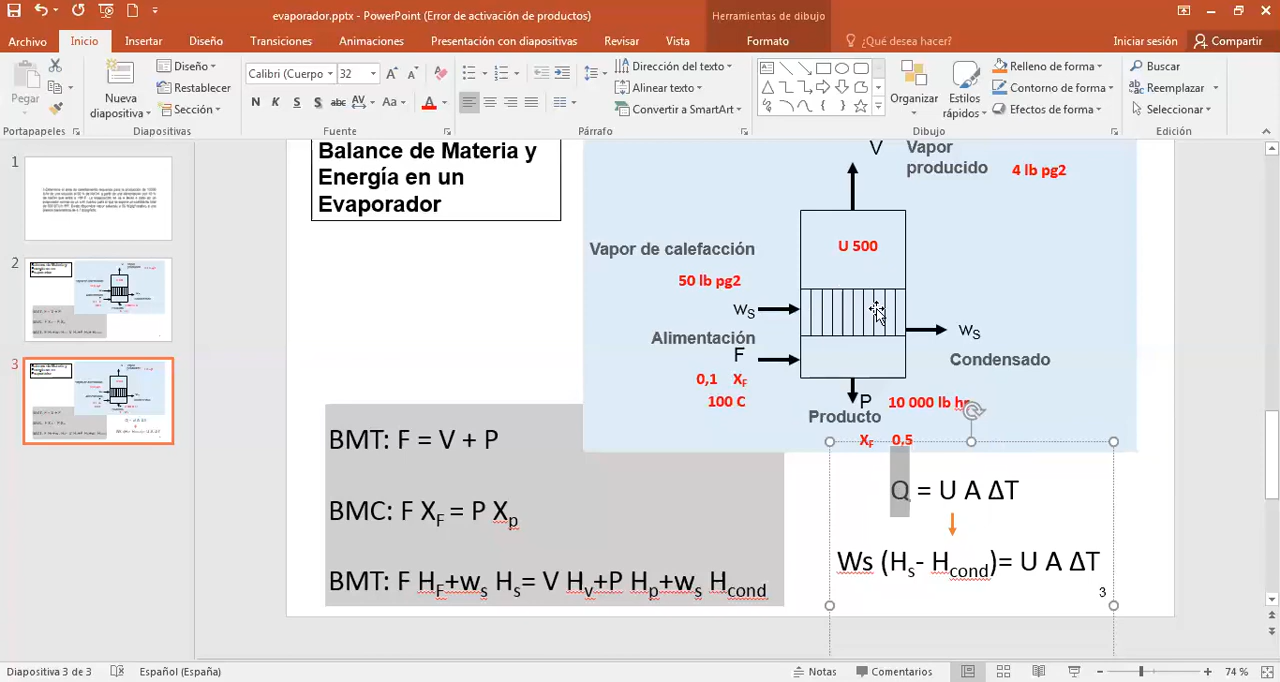 evaporador.pptx - PowerPoint (Error de activación de productos)
Herramientas de dibujo
Archivo
Inicio
Insertar
Diseño
Transiciones
Animaciones
Presentación con diapositivas
Revisar
Vista
Formato
¿Qué desea hacer?
Iniciar sesión
Compartir
Pegar
Nueva
diapositiva
Diseño
Restablecer
Sección
Calibri (Cuerpo
32
N K S S abc AV Aa A
Dirección del texto
Alinear texto
Convertir a SmartArt
Organizar
Estilos
rápidos
Relleno de forma
Contorno de forma
Efectos de forma
Buscar
Reemplazar
Seleccionar
Portapapeles
Diapositivas
Fuente
Párrafo
Dibujo
Edición
1
2
3
Balance de Materia y
Energía en un
Evaporador
V
Vapor
producido
4 lb pg2
U 500
Vapor de calefacción
50 lb pg2
wS
wS
Alimentación
F
Condensado
0,1 XF
100 C
P
10 000 lb hr
Producto
XF 0,5
BMT: F = V + P
BMC: F XF = P Xp
BMT: F HF+ws Hs= V Hv+P Hp+ws Hcond
Q = U A ΔT
Ws (Hs- Hcond)= U A ΔT
3
Diapositiva 3 de 3
Español (España)
Notas
Comentarios
74 %